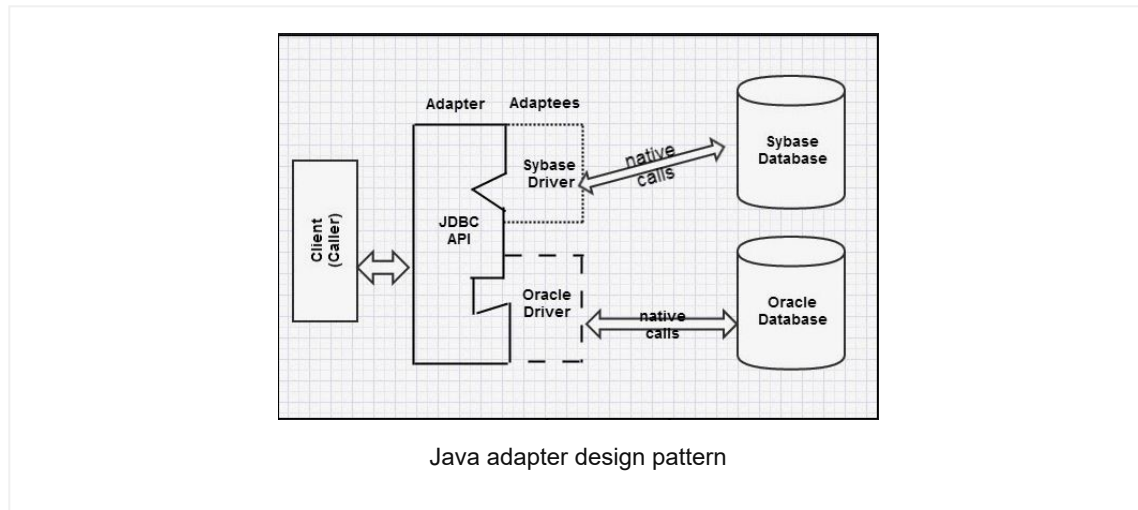 Adapter
Adaptees
Client
(Caller)
JDBC
API
Sybase
Driver
native
calls
Sybase
Database
Oracle
Driver
native
calls
Oracle
Database
Java adapter design pattern